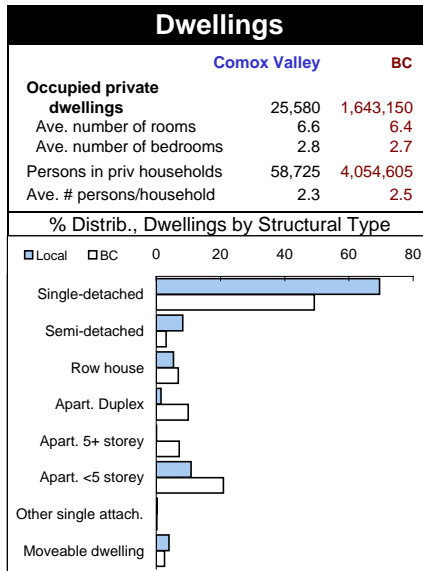 Dwellings
Comox Valley BC
Occupied private
dwellings 25,580 1,643,150
Ave. number of rooms 6.6 6.4
Ave. number of bedrooms 2.8 2.7
Persons in priv households 58,725 4,054,605
Ave. # persons/household 2.3 2.5
% Distrib., Dwellings by Structural Type
Local BC
0 20 40 60 80
Single-detached
Semi-detached
Row house
Apart. Duplex
Apart. 5+ storey
Apart. <5 storey
Other single attach.
Moveable dwelling